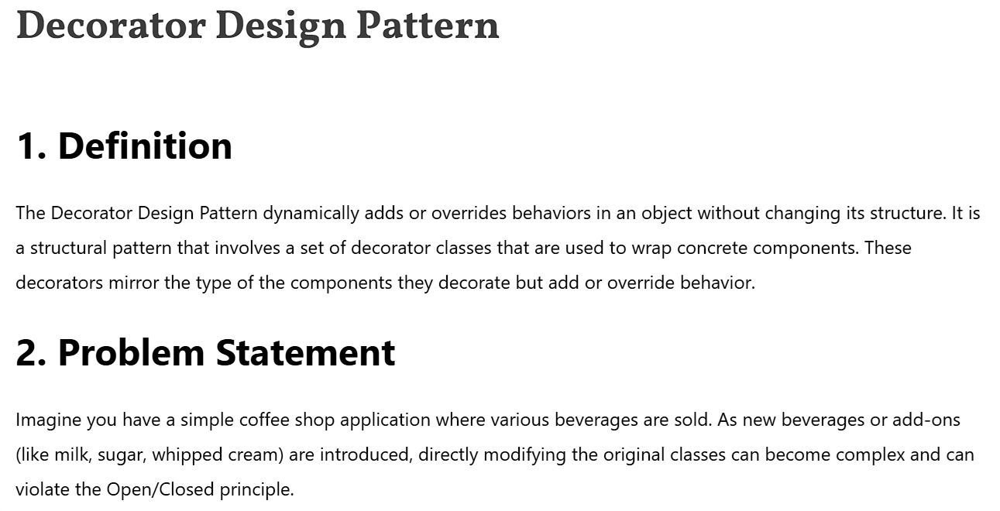 Decorator Design Pattern
1. Definition
The Decorator Design Pattern dynamically adds or overrides behaviors in an object without changing its structure. It is
a structural pattern that involves a set of decorator classes that are used to wrap concrete components. These
decorators mirror the type of the components they decorate but add or override behavior.
2. Problem Statement
Imagine you have a simple coffee shop application where various beverages are sold. As new beverages or add-ons
(like milk, sugar, whipped cream) are introduced, directly modifying the original classes can become complex and can
violate the Open/Closed principle.